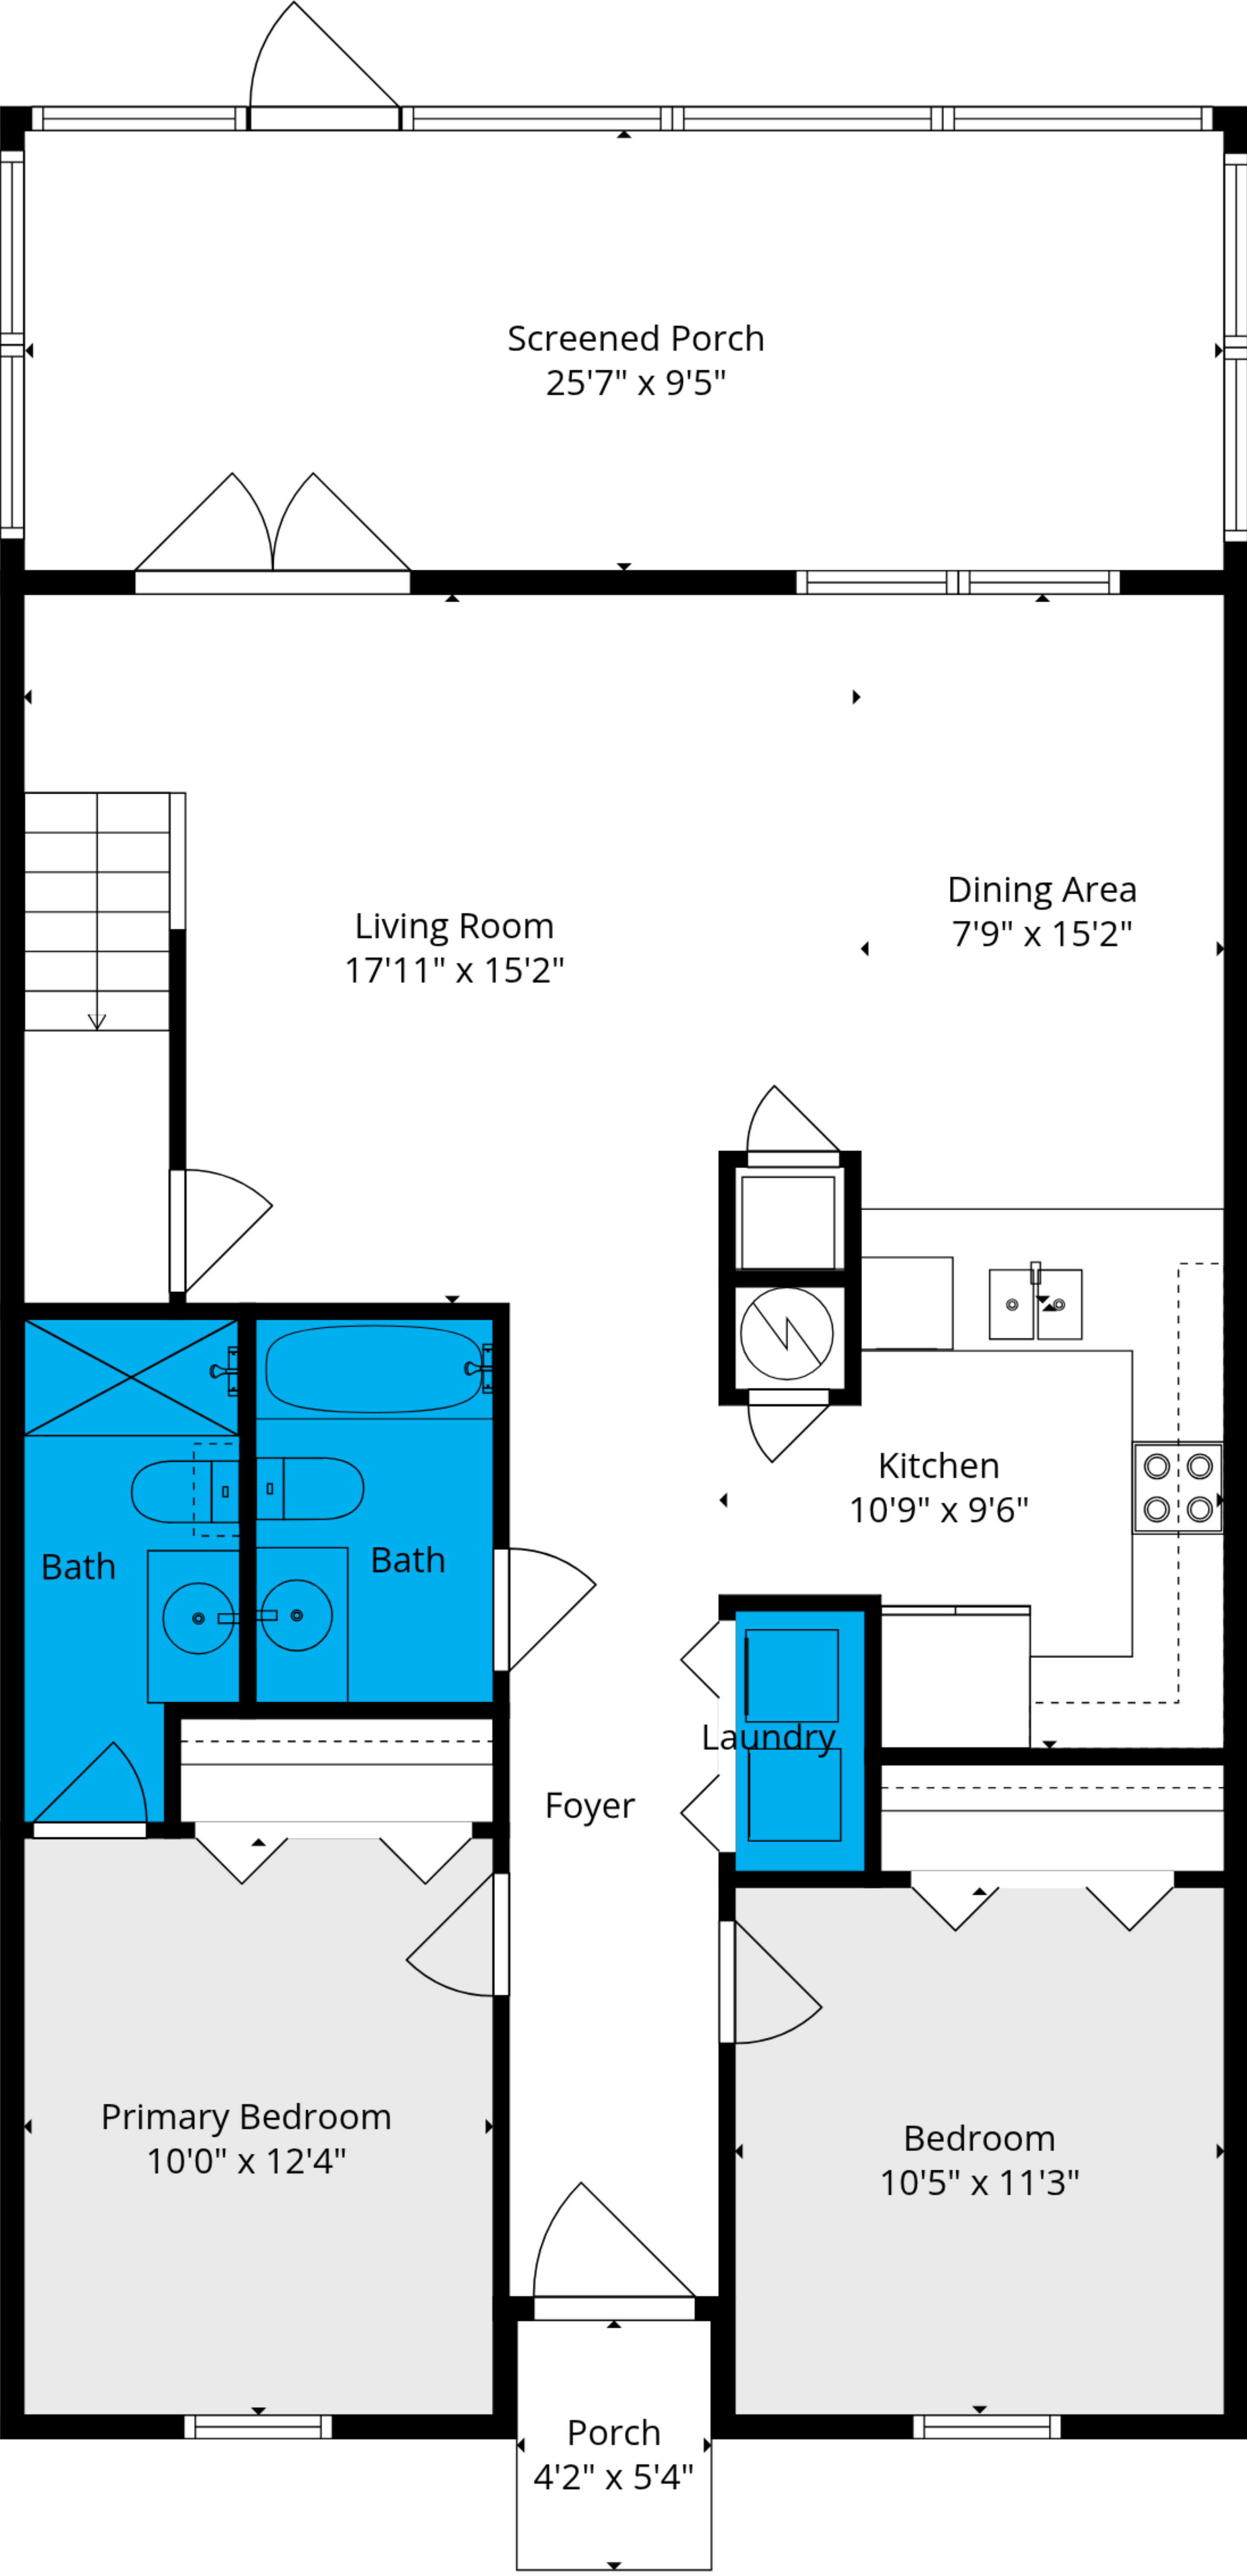 Screened Porch
25'7" x 9'5"
Living Room
17'11" x 15'2"
Dining Area
7'9" x 15'2"
Kitchen
10'9" x 9'6"
Bath
Bath
Laundry
Foyer
Primary Bedroom
10'0" x 12'4"
Bedroom
10'5" x 11'3"
Porch
4'2" x 5'4"